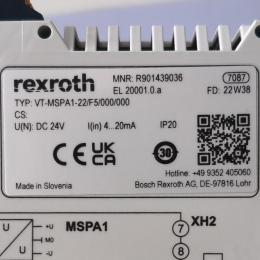 rexroth
MNR: R901439036
7087
EL 20001.0.a
FD: 22W38
TYP: VT-MSPA1-22/F5/000/000
CS:
U(N): DC 24V
I(in) 4...20mA
IP20
UK
CA
30
Hotline:
+49 9352 405060
Made in Slovenia
Bosch Rexroth AG, DE-97816 Lohr
MSPA1
XH2
+U
M0
-U
U
I
7
8